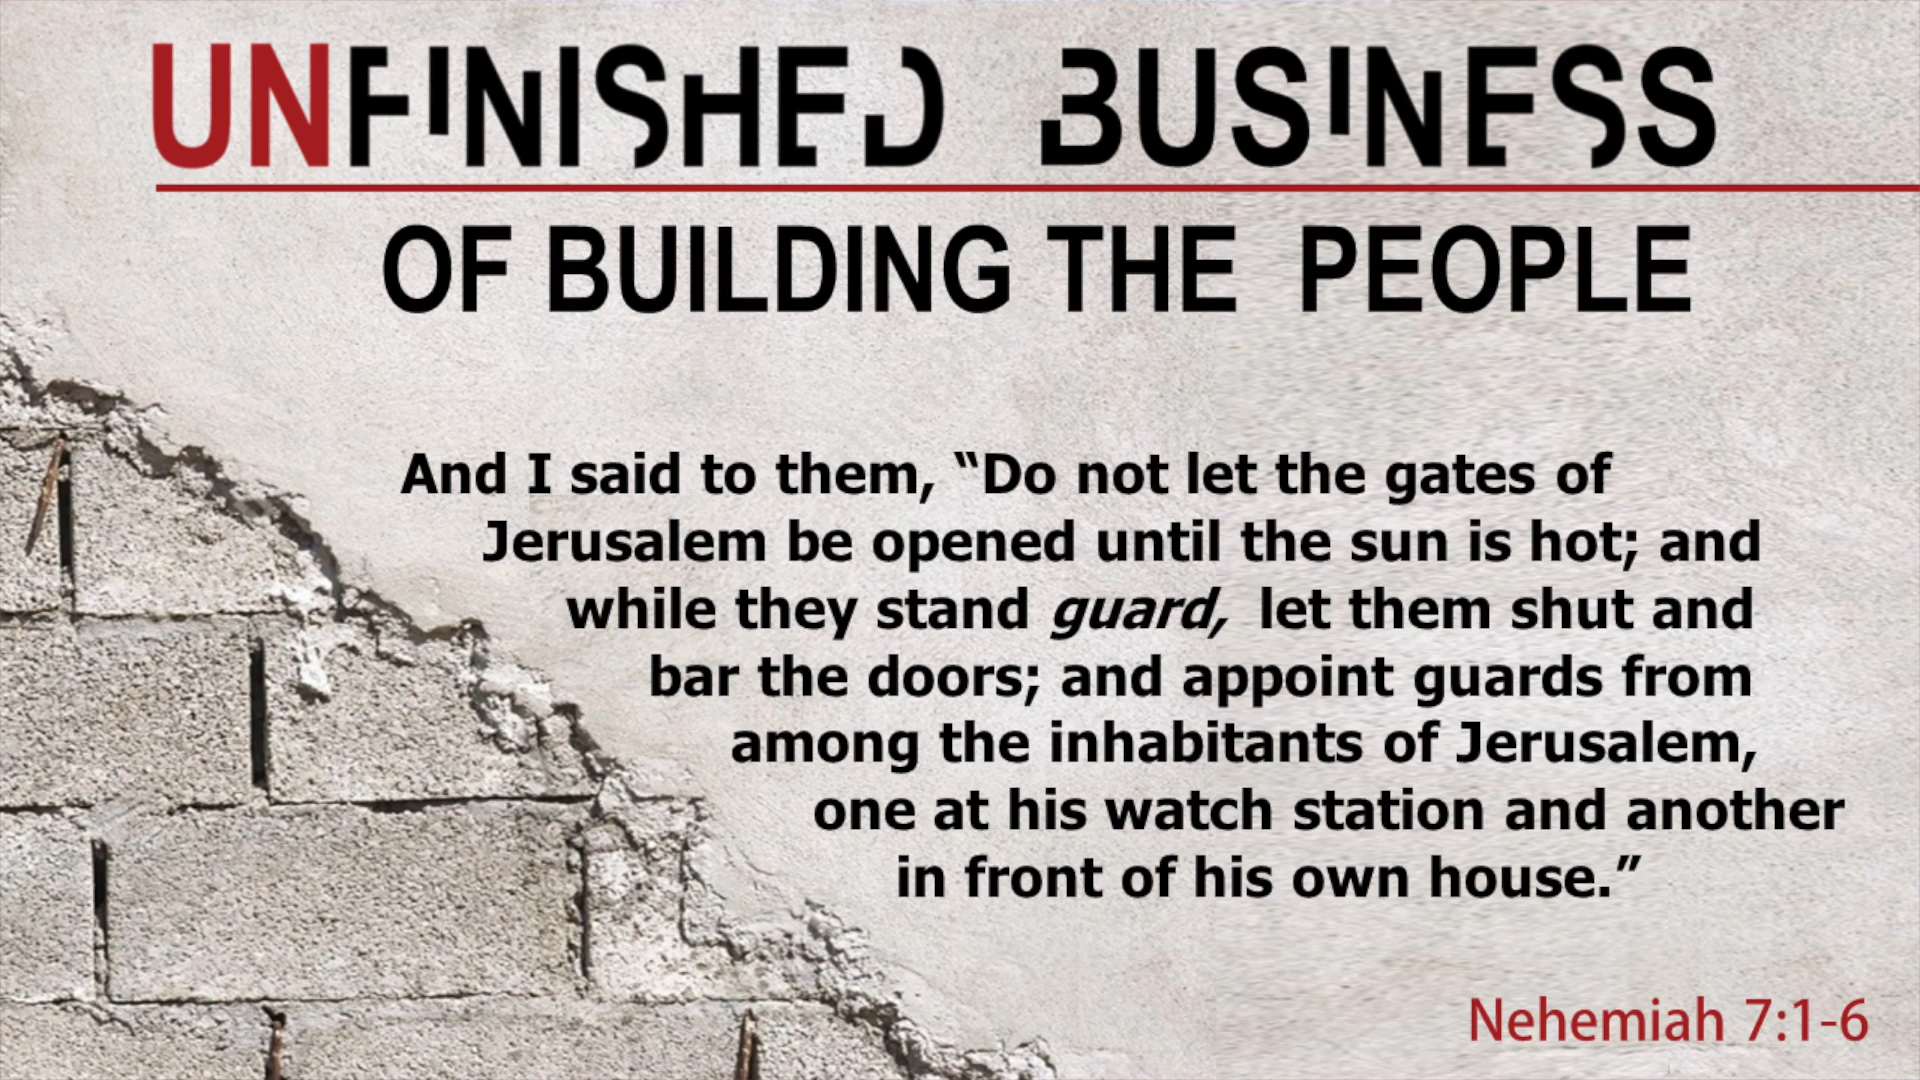 UNFINISHED BUSINESS
OF BUILDING THE PEOPLE
And I said to them, “Do not let the gates of
Jerusalem be opened until the sun is hot; and
while they stand guard, let them shut and
bar the doors; and appoint guards from
among the inhabitants of Jerusalem,
one at his watch station and another
in front of his own house.”
Nehemiah 7:1-6